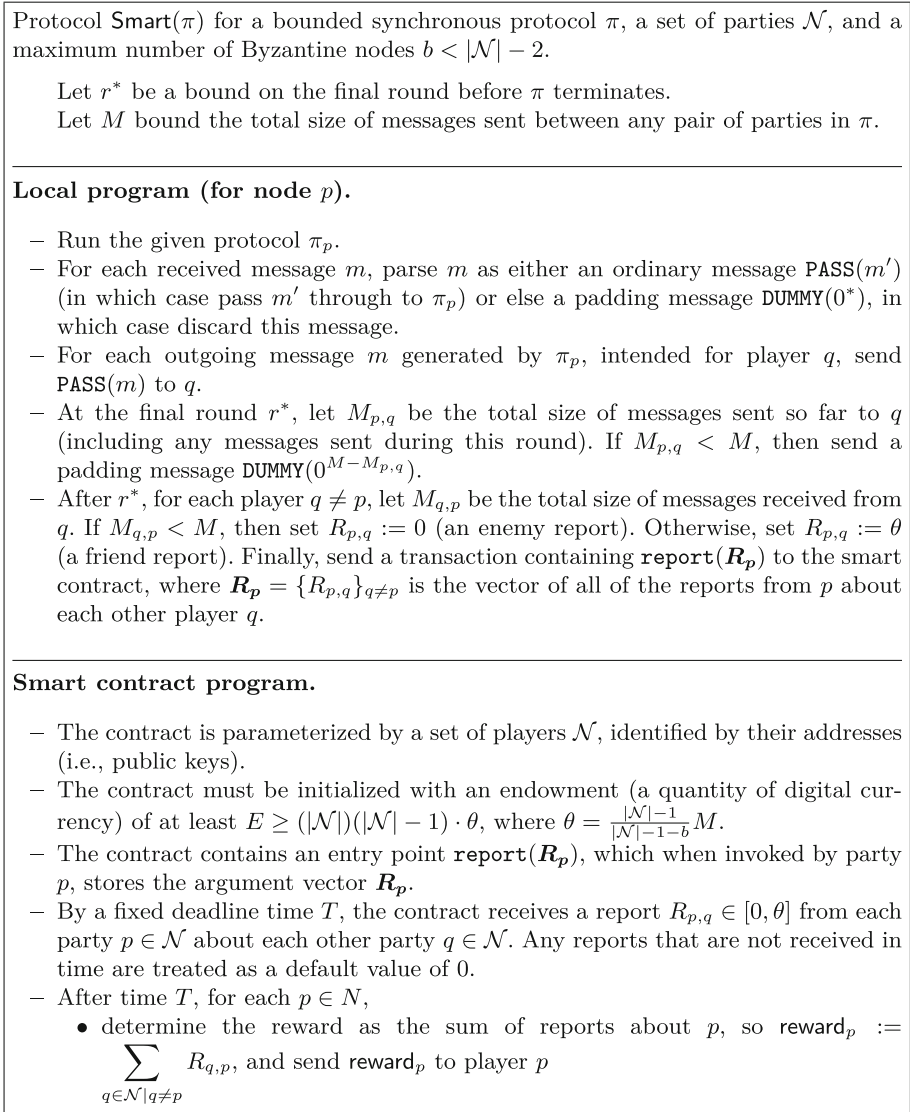 Protocol Smart(π) for a bounded synchronous protocol π, a set of parties 𝒩, and a
maximum number of Byzantine nodes b < |𝒩| − 2.
Let r* be a bound on the final round before π terminates.
Let M bound the total size of messages sent between any pair of parties in π.
Local program (for node p).
– Run the given protocol π_p.
– For each received message m, parse m as either an ordinary message PASS(m′)
(in which case pass m′ through to π_p) or else a padding message DUMMY(0*), in
which case discard this message.
– For each outgoing message m generated by π_p, intended for player q, send
PASS(m) to q.
– At the final round r*, let M_{p,q} be the total size of messages sent so far to q
(including any messages sent during this round). If M_{p,q} < M, then send a
padding message DUMMY(0^{M−M_{p,q}}).
– After r*, for each player q ≠ p, let M_{q,p} be the total size of messages received from
q. If M_{q,p} < M, then set R_{p,q} := 0 (an enemy report). Otherwise, set R_{p,q} := θ
(a friend report). Finally, send a transaction containing report(R_p) to the smart
contract, where R_p = {R_{p,q}}_{q≠p} is the vector of all of the reports from p about
each other player q.
Smart contract program.
– The contract is parameterized by a set of players 𝒩, identified by their addresses
(i.e., public keys).
– The contract must be initialized with an endowment (a quantity of digital cur-
rency) of at least E ≥ (|𝒩|)(|𝒩| − 1) · θ, where θ = \frac{|𝒩|−1}{|𝒩|−1−b} M.
– The contract contains an entry point report(R_p), which when invoked by party
p, stores the argument vector R_p.
– By a fixed deadline time T, the contract receives a report R_{p,q} ∈ [0, θ] from each
party p ∈ 𝒩 about each other party q ∈ 𝒩. Any reports that are not received in
time are treated as a default value of 0.
– After time T, for each p ∈ N,
• determine the reward as the sum of reports about p, so reward_p :=
∑_{q∈𝒩|q≠p} R_{q,p}, and send reward_p to player p